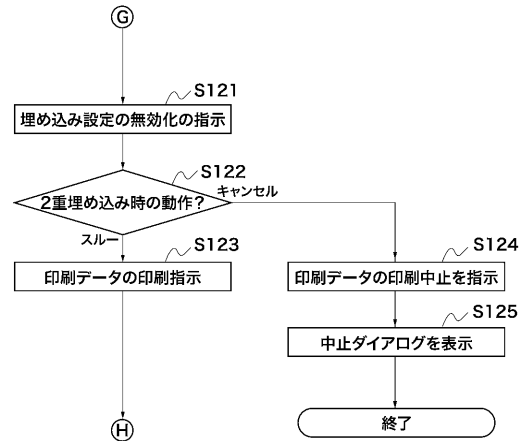 G
S121
埋め込み設定の無効化の指示
S122
2重埋め込み時の動作？
キャンセル
スルー
S123
印刷データの印刷指示
S124
印刷データの印刷中止を指示
S125
中止ダイアログを表示
H
終了